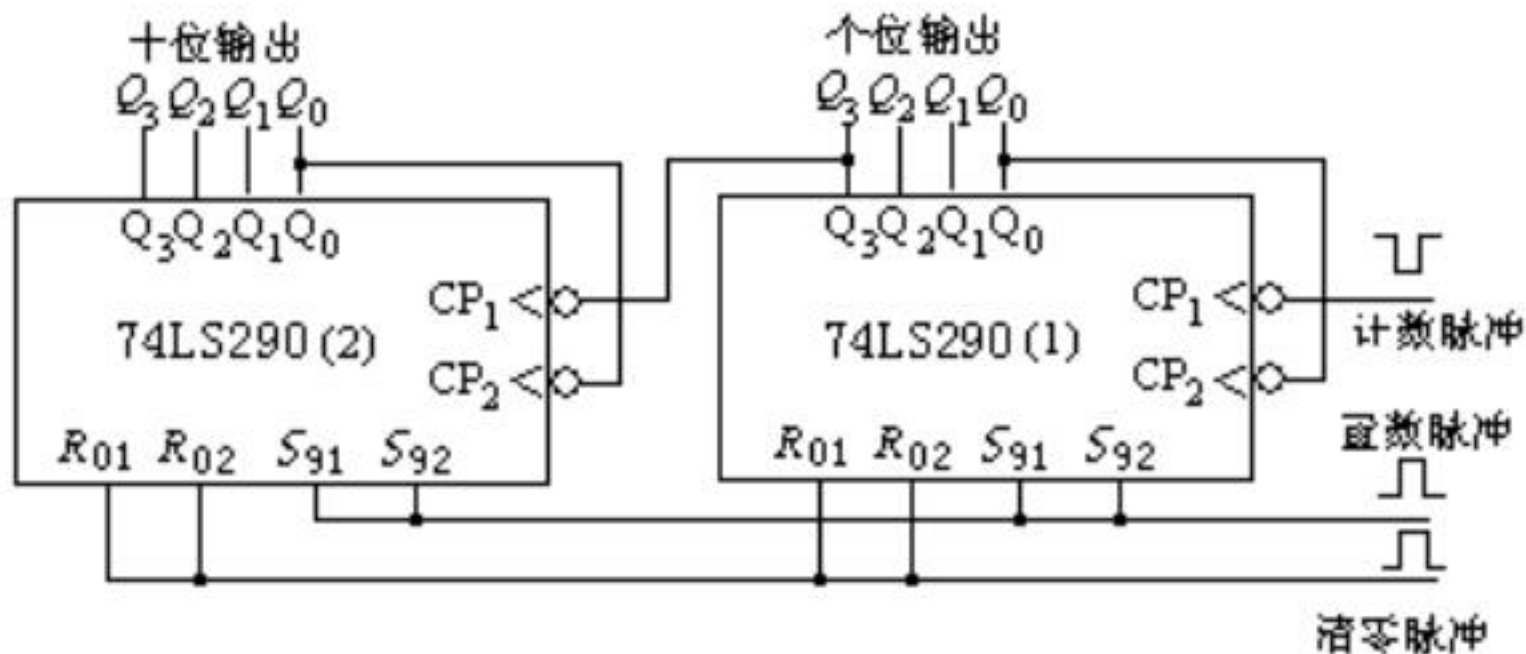 十位输出
Q3 Q2 Q1 Q0
个位输出
Q3 Q2 Q1 Q0
Q3 Q2 Q1 Q0
CP1
74LS290(2)
CP2
R01 R02 S91 S92
Q3 Q2 Q1 Q0
CP1
74LS290(1)
CP2
R01 R02 S91 S92
计数脉冲
置数脉冲
清零脉冲